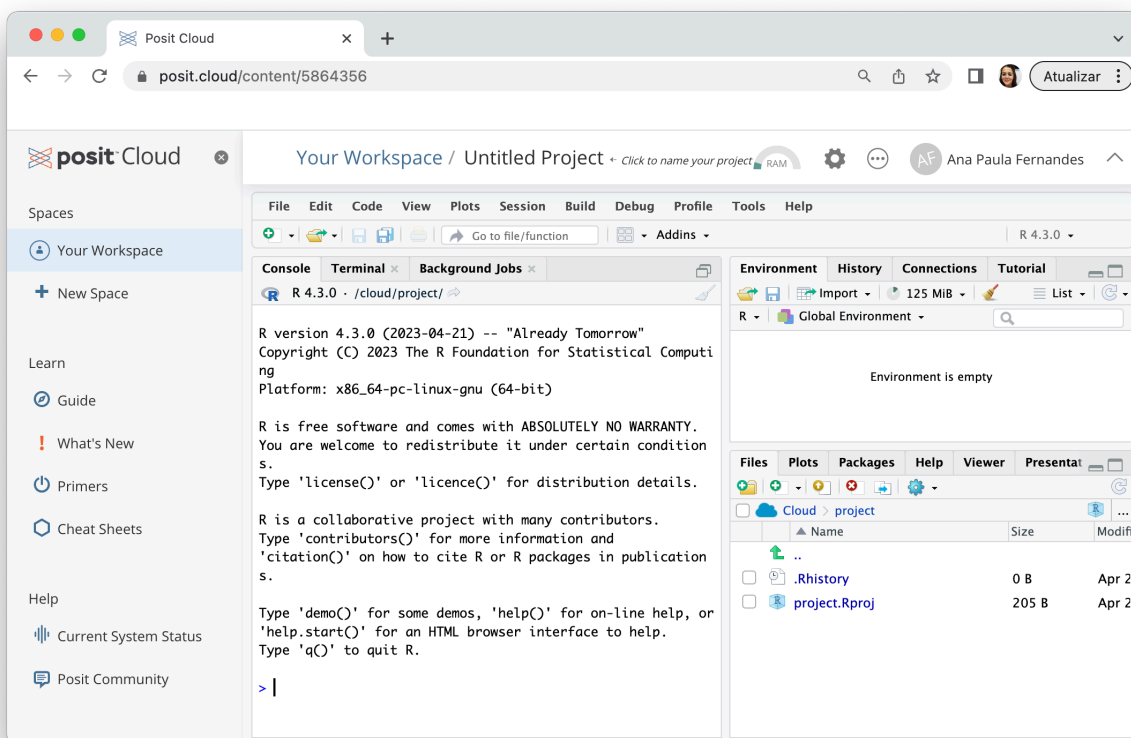 Posit Cloud
posit.cloud/content/5864356
Atualizar
posit Cloud
Your Workspace / Untitled Project ← Click to name your project
RAM
AF
Ana Paula Fernandes
Spaces
Your Workspace
New Space
Learn
Guide
What's New
Primers
Cheat Sheets
Help
Current System Status
Posit Community
File Edit Code View Plots Session Build Debug Profile Tools Help
Go to file/function
Addins
R 4.3.0
Console Terminal Background Jobs
R 4.3.0 · /cloud/project/
R version 4.3.0 (2023-04-21) -- "Already Tomorrow"
Copyright (C) 2023 The R Foundation for Statistical Computi
ng
Platform: x86_64-pc-linux-gnu (64-bit)
R is free software and comes with ABSOLUTELY NO WARRANTY.
You are welcome to redistribute it under certain condition
s.
Type 'license()' or 'licence()' for distribution details.
R is a collaborative project with many contributors.
Type 'contributors()' for more information and
'citation()' on how to cite R or R packages in publication
s.
Type 'demo()' for some demos, 'help()' for on-line help, or
'help.start()' for an HTML browser interface to help.
Type 'q()' to quit R.
>
Environment History Connections Tutorial
Import 125 MiB List
R Global Environment
Environment is empty
Files Plots Packages Help Viewer Presentat
Cloud > project
...
Name Size Modifi
..
.Rhistory 0 B Apr 2
project.Rproj 205 B Apr 2